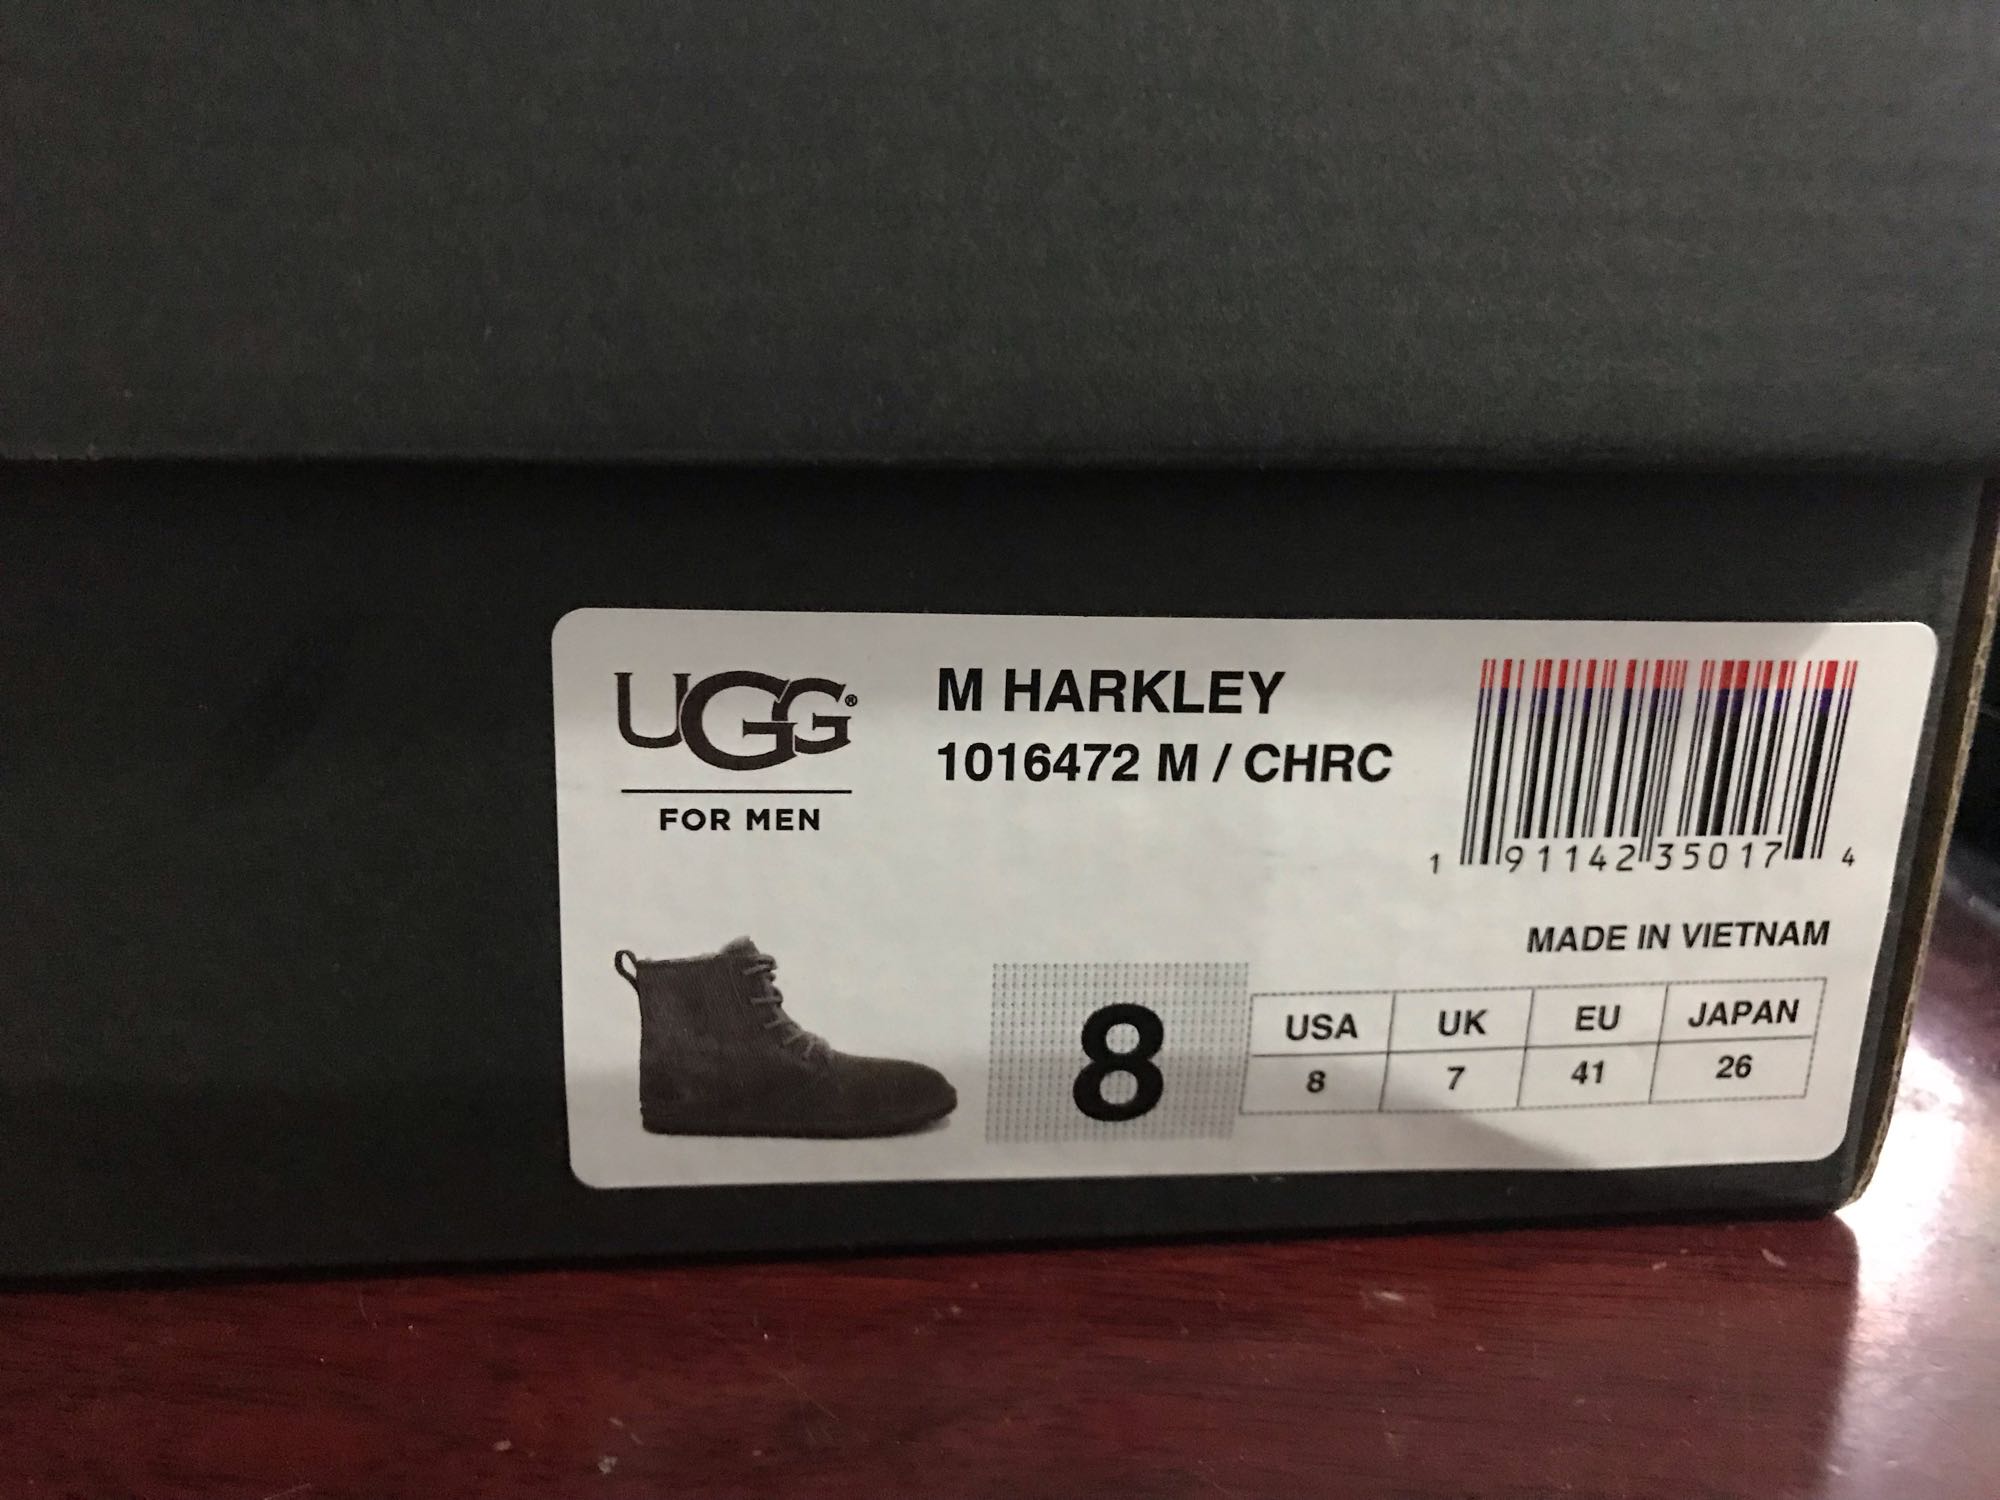 UGG®
FOR MEN
M HARKLEY
1016472 M / CHRC
1 91142 35017 4
MADE IN VIETNAM
8
USA UK EU JAPAN
8 7 41 26